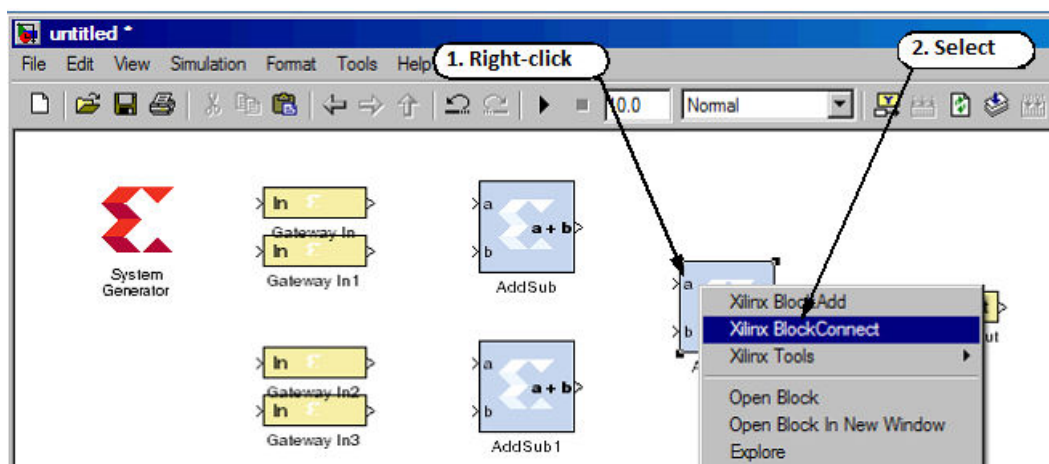 untitled *
File Edit View Simulation Format Tools Help
1. Right-click
2. Select
10.0
Normal
In
Gateway In
In
Gateway In1
System
Generator
a
a + b
b
AddSub
a
b
Xilinx BlockAdd
Xilinx BlockConnect
Xilinx Tools
Open Block
Open Block In New Window
Explore
ut
In
Gateway In2
In
Gateway In3
a
a + b
b
AddSub1